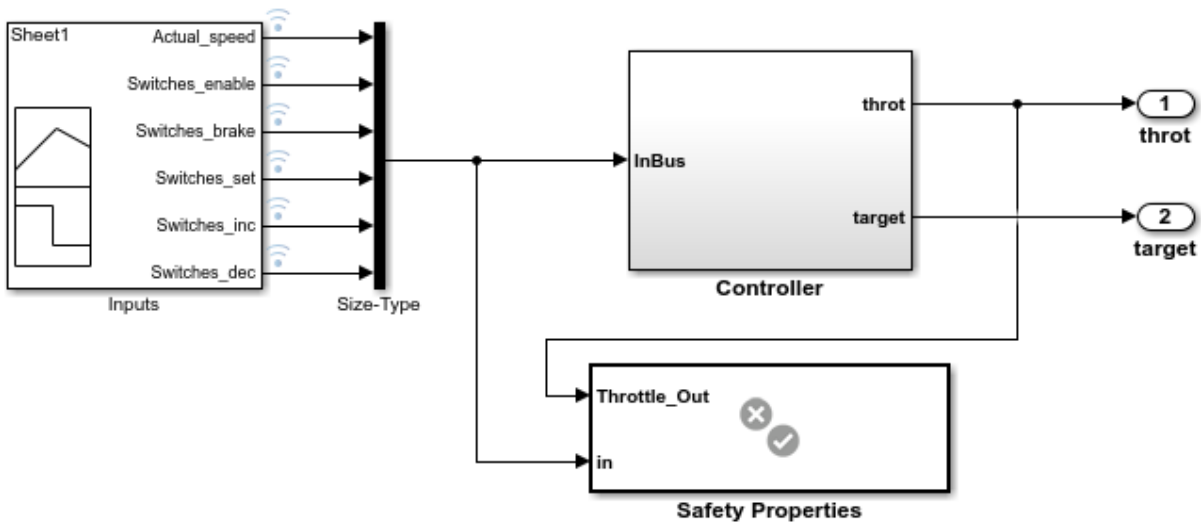 Sheet1
Actual_speed
Switches_enable
Switches_brake
Switches_set
Switches_inc
Switches_dec
Inputs
Size-Type
InBus
throt
target
Controller
1
throt
2
target
Throttle_Out
in
Safety Properties